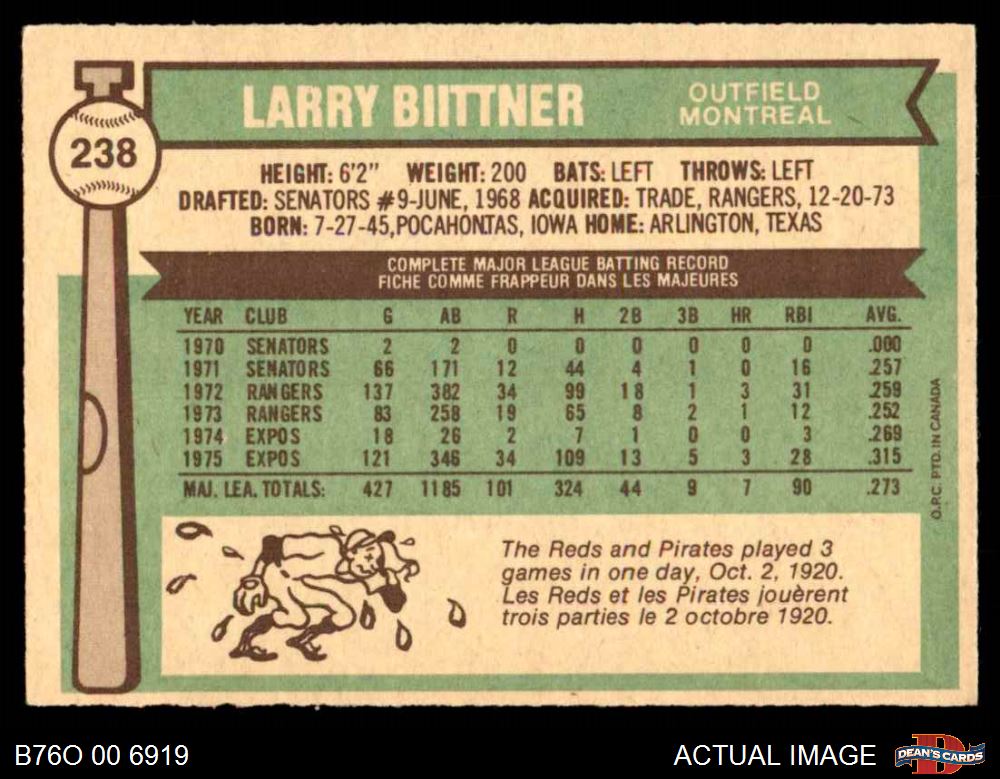 LARRY BIITTNER
OUTFIELD
MONTREAL
238
HEIGHT: 6'2" WEIGHT: 200 BATS: LEFT THROWS: LEFT
DRAFTED: SENATORS #9-JUNE, 1968 ACQUIRED: TRADE, RANGERS, 12-20-73
BORN: 7-27-45, POCAHONTAS, IOWA HOME: ARLINGTON, TEXAS
COMPLETE MAJOR LEAGUE BATTING RECORD
FICHE COMME FRAPPEUR DANS LES MAJEURES
YEAR CLUB G AB R H 2B 3B HR RBI AVG.
1970 SENATORS 2 2 0 0 0 0 0 0 .000
1971 SENATORS 66 171 12 44 4 1 0 16 .257
1972 RANGERS 137 382 34 99 18 1 3 31 .259
1973 RANGERS 83 258 19 65 8 2 1 12 .252
1974 EXPOS 18 26 2 7 1 0 0 3 .269
1975 EXPOS 121 346 34 109 13 5 3 28 .315
MAJ. LEA. TOTALS: 427 1185 101 324 44 9 7 90 .273
O.P.C. PTD. IN CANADA
The Reds and Pirates played 3
games in one day, Oct. 2, 1920.
Les Reds et les Pirates jouèrent
trois parties le 2 octobre 1920.
B76O 00 6919
ACTUAL IMAGE
DEAN'S CARDS